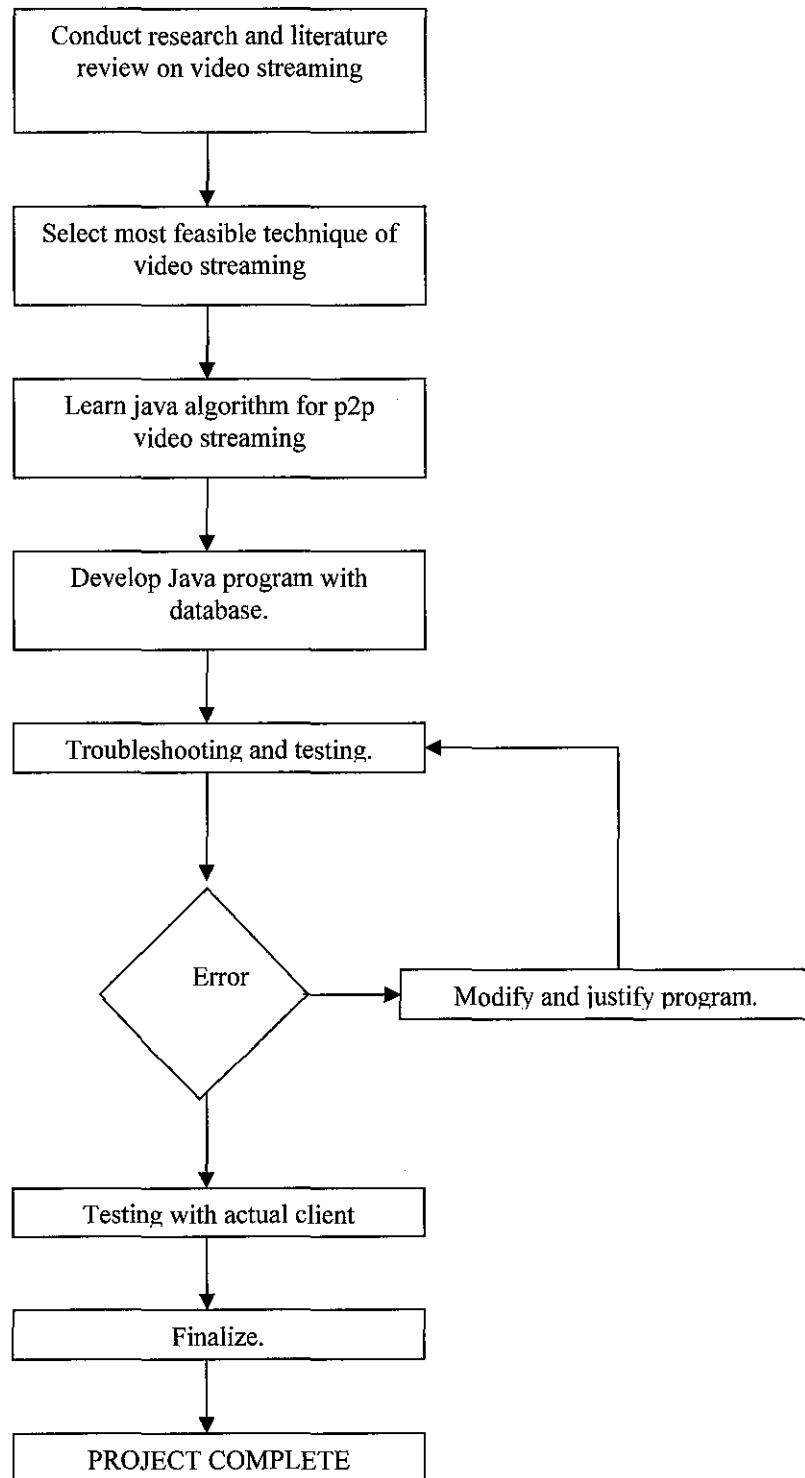 Conduct research and literature
review on video streaming
Select most feasible technique of
video streaming
Learn java algorithm for p2p
video streaming
Develop Java program with
database.
Troubleshooting and testing.
Error
Modify and justify program.
Testing with actual client
Finalize.
PROJECT COMPLETE